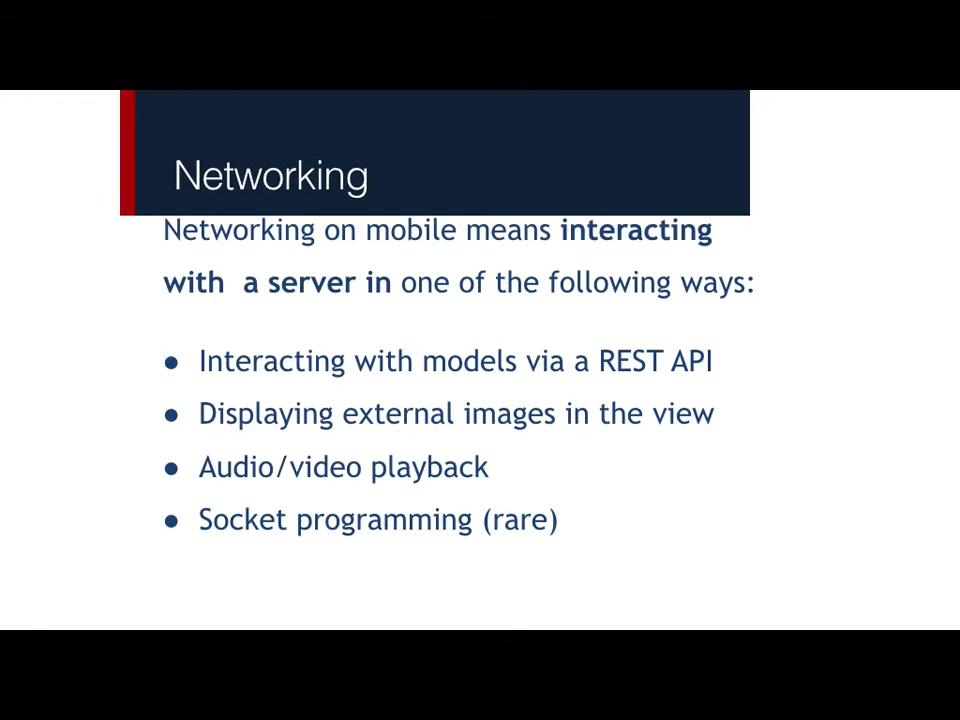 Networking
Networking on mobile means interacting
with  a server in one of the following ways:
● Interacting with models via a REST API
● Displaying external images in the view
● Audio/video playback
● Socket programming (rare)